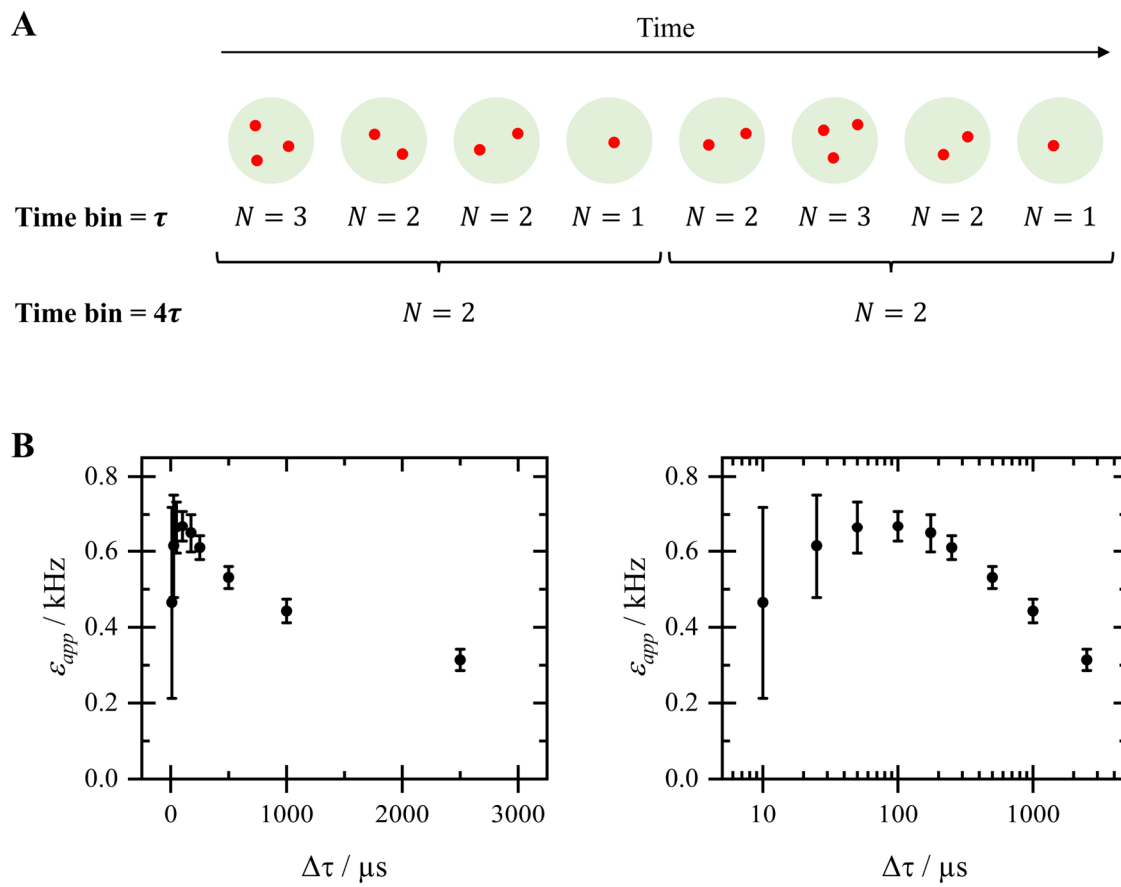 A
Time
Time bin = τ
N = 3
N = 2
N = 2
N = 1
N = 2
N = 3
N = 2
N = 1
Time bin = 4τ
N = 2
N = 2
B
0.8
0.6
0.4
0.2
0.0
ε_app / kHz
0
1000
2000
3000
Δτ / μs
0.8
0.6
0.4
0.2
0.0
ε_app / kHz
10
100
1000
Δτ / μs